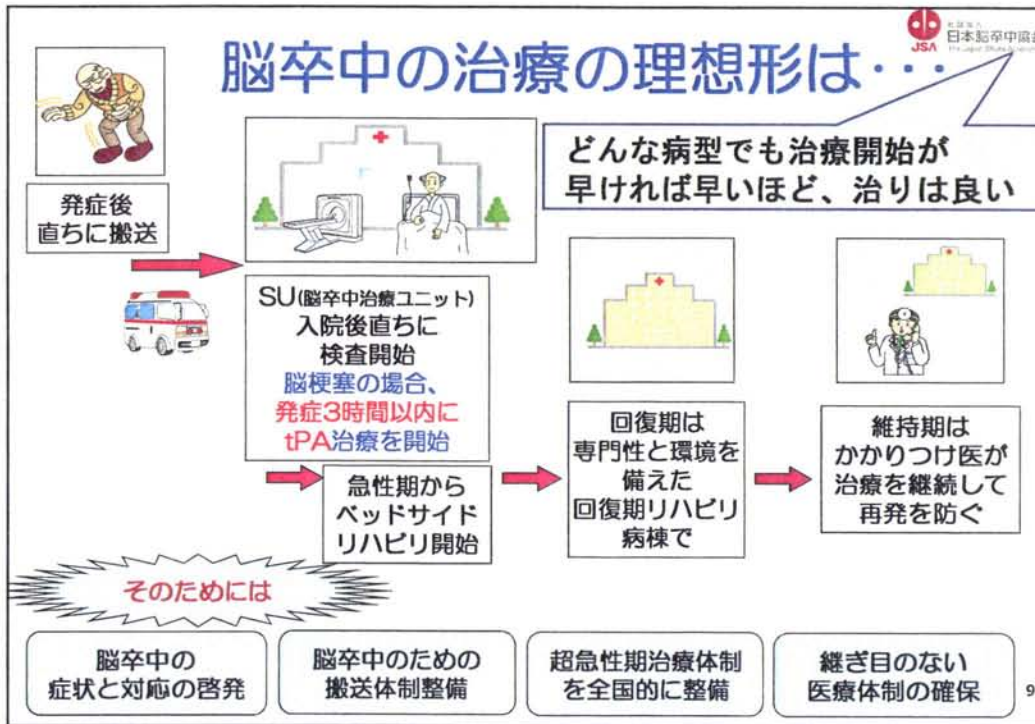 脳卒中の治療の理想形は・・・
JSA
日本脳卒中協会
どんな病型でも治療開始が
早ければ早いほど、治りは良い
発症後
直ちに搬送
SU(脳卒中治療ユニット)
入院後直ちに
検査開始
脳梗塞の場合、
発症3時間以内に
tPA治療を開始
急性期から
ベッドサイド
リハビリ開始
回復期は
専門性と環境を
備えた
回復期リハビリ
病棟で
維持期は
かかりつけ医が
治療を継続して
再発を防ぐ
そのためには
脳卒中の
症状と対応の啓発
脳卒中のための
搬送体制整備
超急性期治療体制
を全国的に整備
継ぎ目のない
医療体制の確保
9